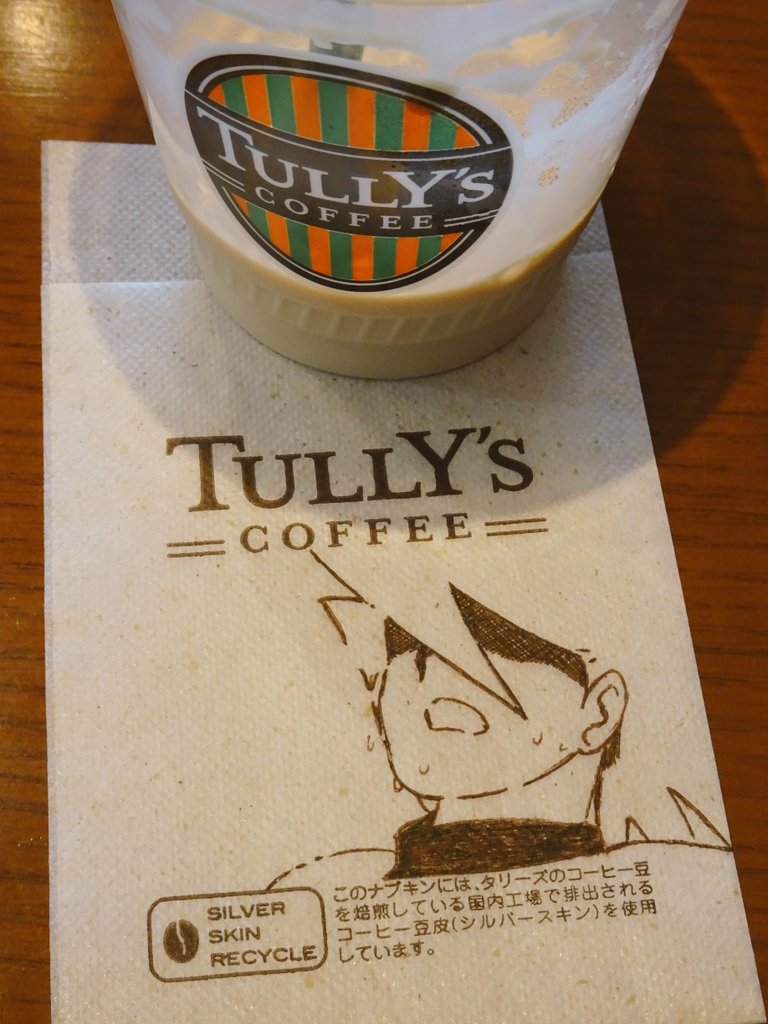 TULLY'S
COFFEE
TULLY'S
COFFEE
SILVER
SKIN
RECYCLE
このナプキンには、タリーズのコーヒー豆
を焙煎している国内工場で排出される
コーヒー豆皮(シルバースキン)を使用
しています。